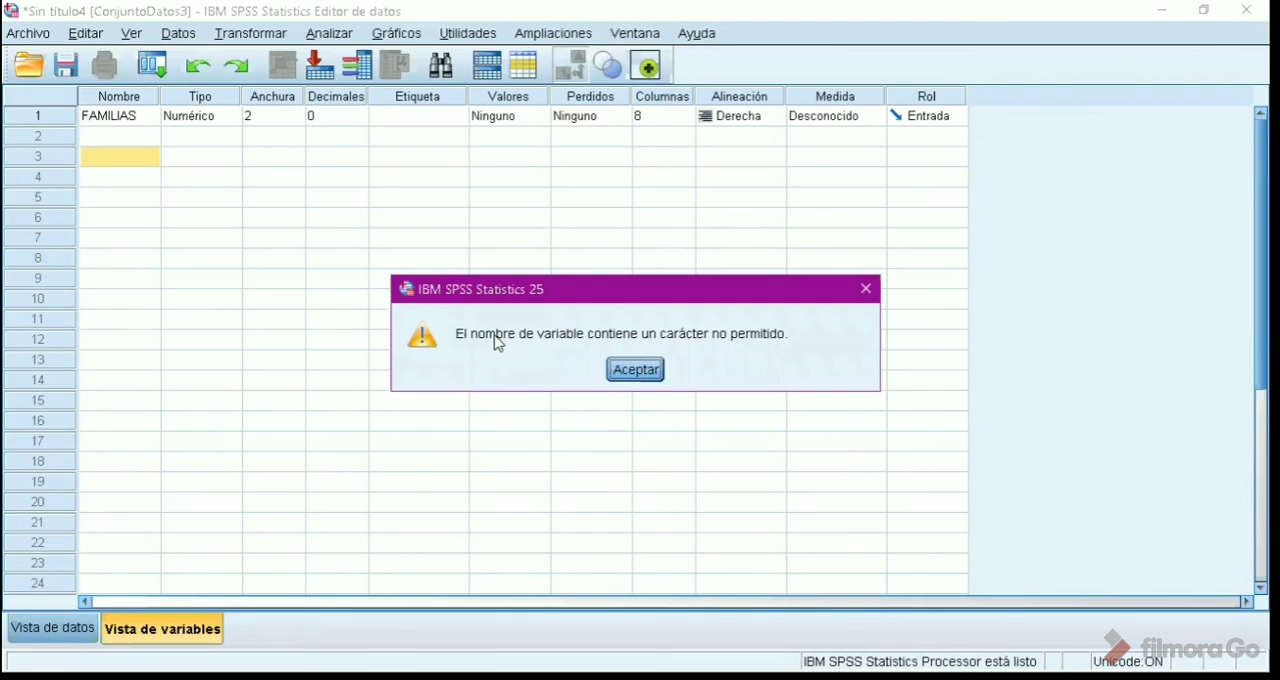 *Sin título4 [ConjuntoDatos3] - IBM SPSS Statistics Editor de datos
Archivo Editar Ver Datos Transformar Analizar Gráficos Utilidades Ampliaciones Ventana Ayuda
Nombre Tipo Anchura Decimales Etiqueta Valores Perdidos Columnas Alineación Medida Rol
1 FAMILIAS Numérico 2 0 Ninguno Ninguno 8 Derecha Desconocido Entrada
2
3
4
5
6
7
8
9
IBM SPSS Statistics 25
10
11
12
El nombre de variable contiene un carácter no permitido.
13
Aceptar
14
15
16
17
18
19
20
21
22
23
24
Vista de datos Vista de variables
filmoraGo
IBM SPSS Statistics Processor está listo Unicode:ON